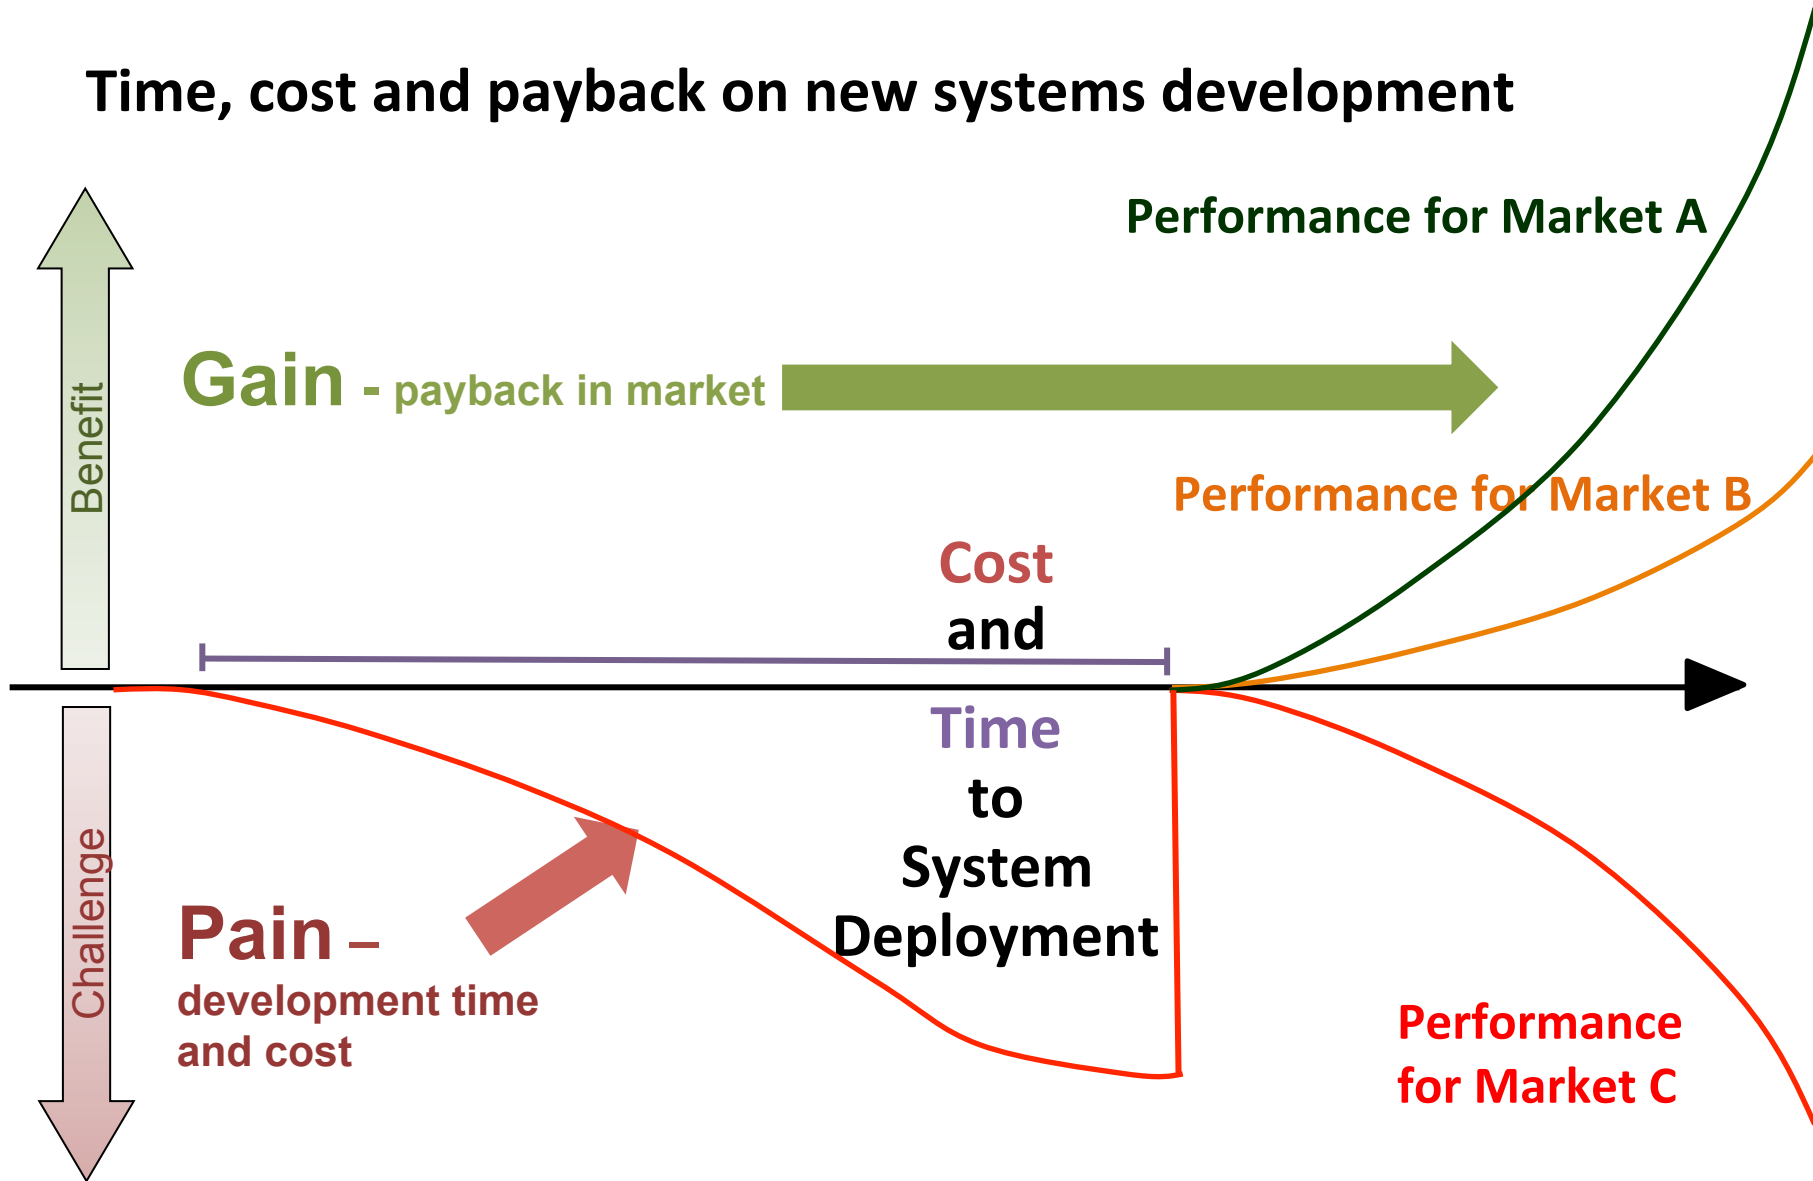 Time, cost and payback on new systems development
Performance for Market A
Benefit
Gain - payback in market
Performance for Market B
Cost
and
Time
to
System
Deployment
Challenge
Pain –
development time
and cost
Performance
for Market C